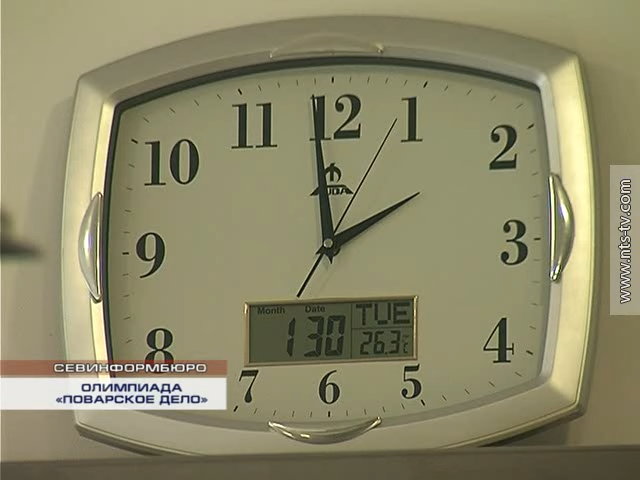 11 12 1
10 2
9 3
8 4
7 6 5
Month Date
1 30
TUE
26.3c
СЕВИНФОРМБЮРО
ОЛИМПИАДА
«ПОВАРСКОЕ ДЕЛО»
www.nts-tv.com